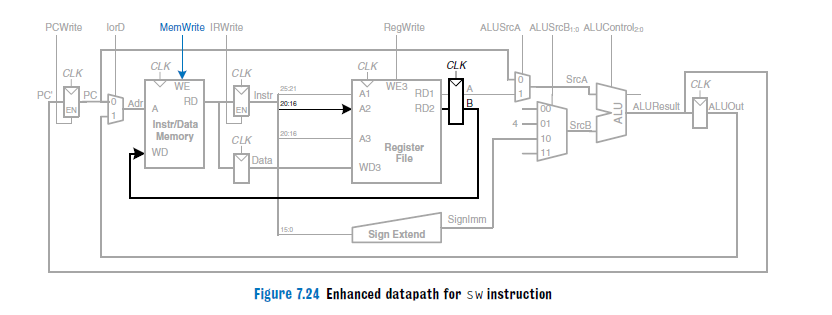 PCWrite IorD MemWrite IRWrite RegWrite ALUSrcA ALUSrcB1:0 ALUControl2:0
CLK CLK CLK CLK CLK CLK
PC' PC EN 0 1 Adr
WE
A RD
Instr/Data
Memory
WD
EN
Instr
CLK
Data
25:21
20:16
20:16
15:0
A1 WE3 RD1
A2 RD2
A3
Register
File
WD3
A
B
0
1
SrcA
00
4 01
10
11
SrcB
ALU
ALUResult
ALUOut
SignImm
Sign Extend
Figure 7.24 Enhanced datapath for sw instruction